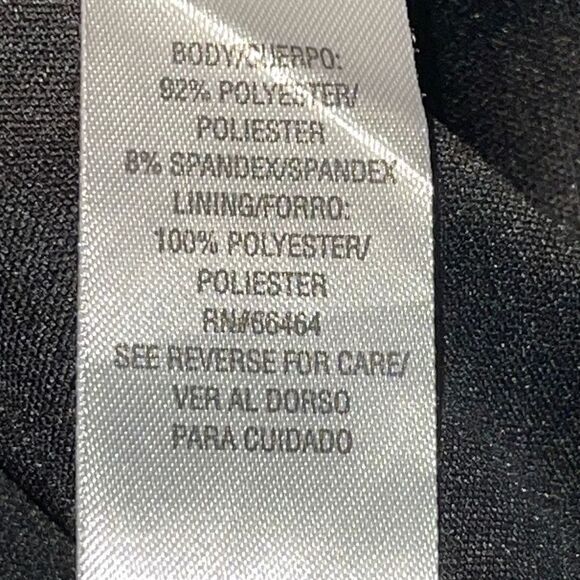 BODY/CUERPO:
92% POLYESTER/
POLIESTER
8% SPANDEX/SPANDEX
LINING/FORRO:
100% POLYESTER/
POLIESTER
RN#66464
SEE REVERSE FOR CARE/
VER AL DORSO
PARA CUIDADO